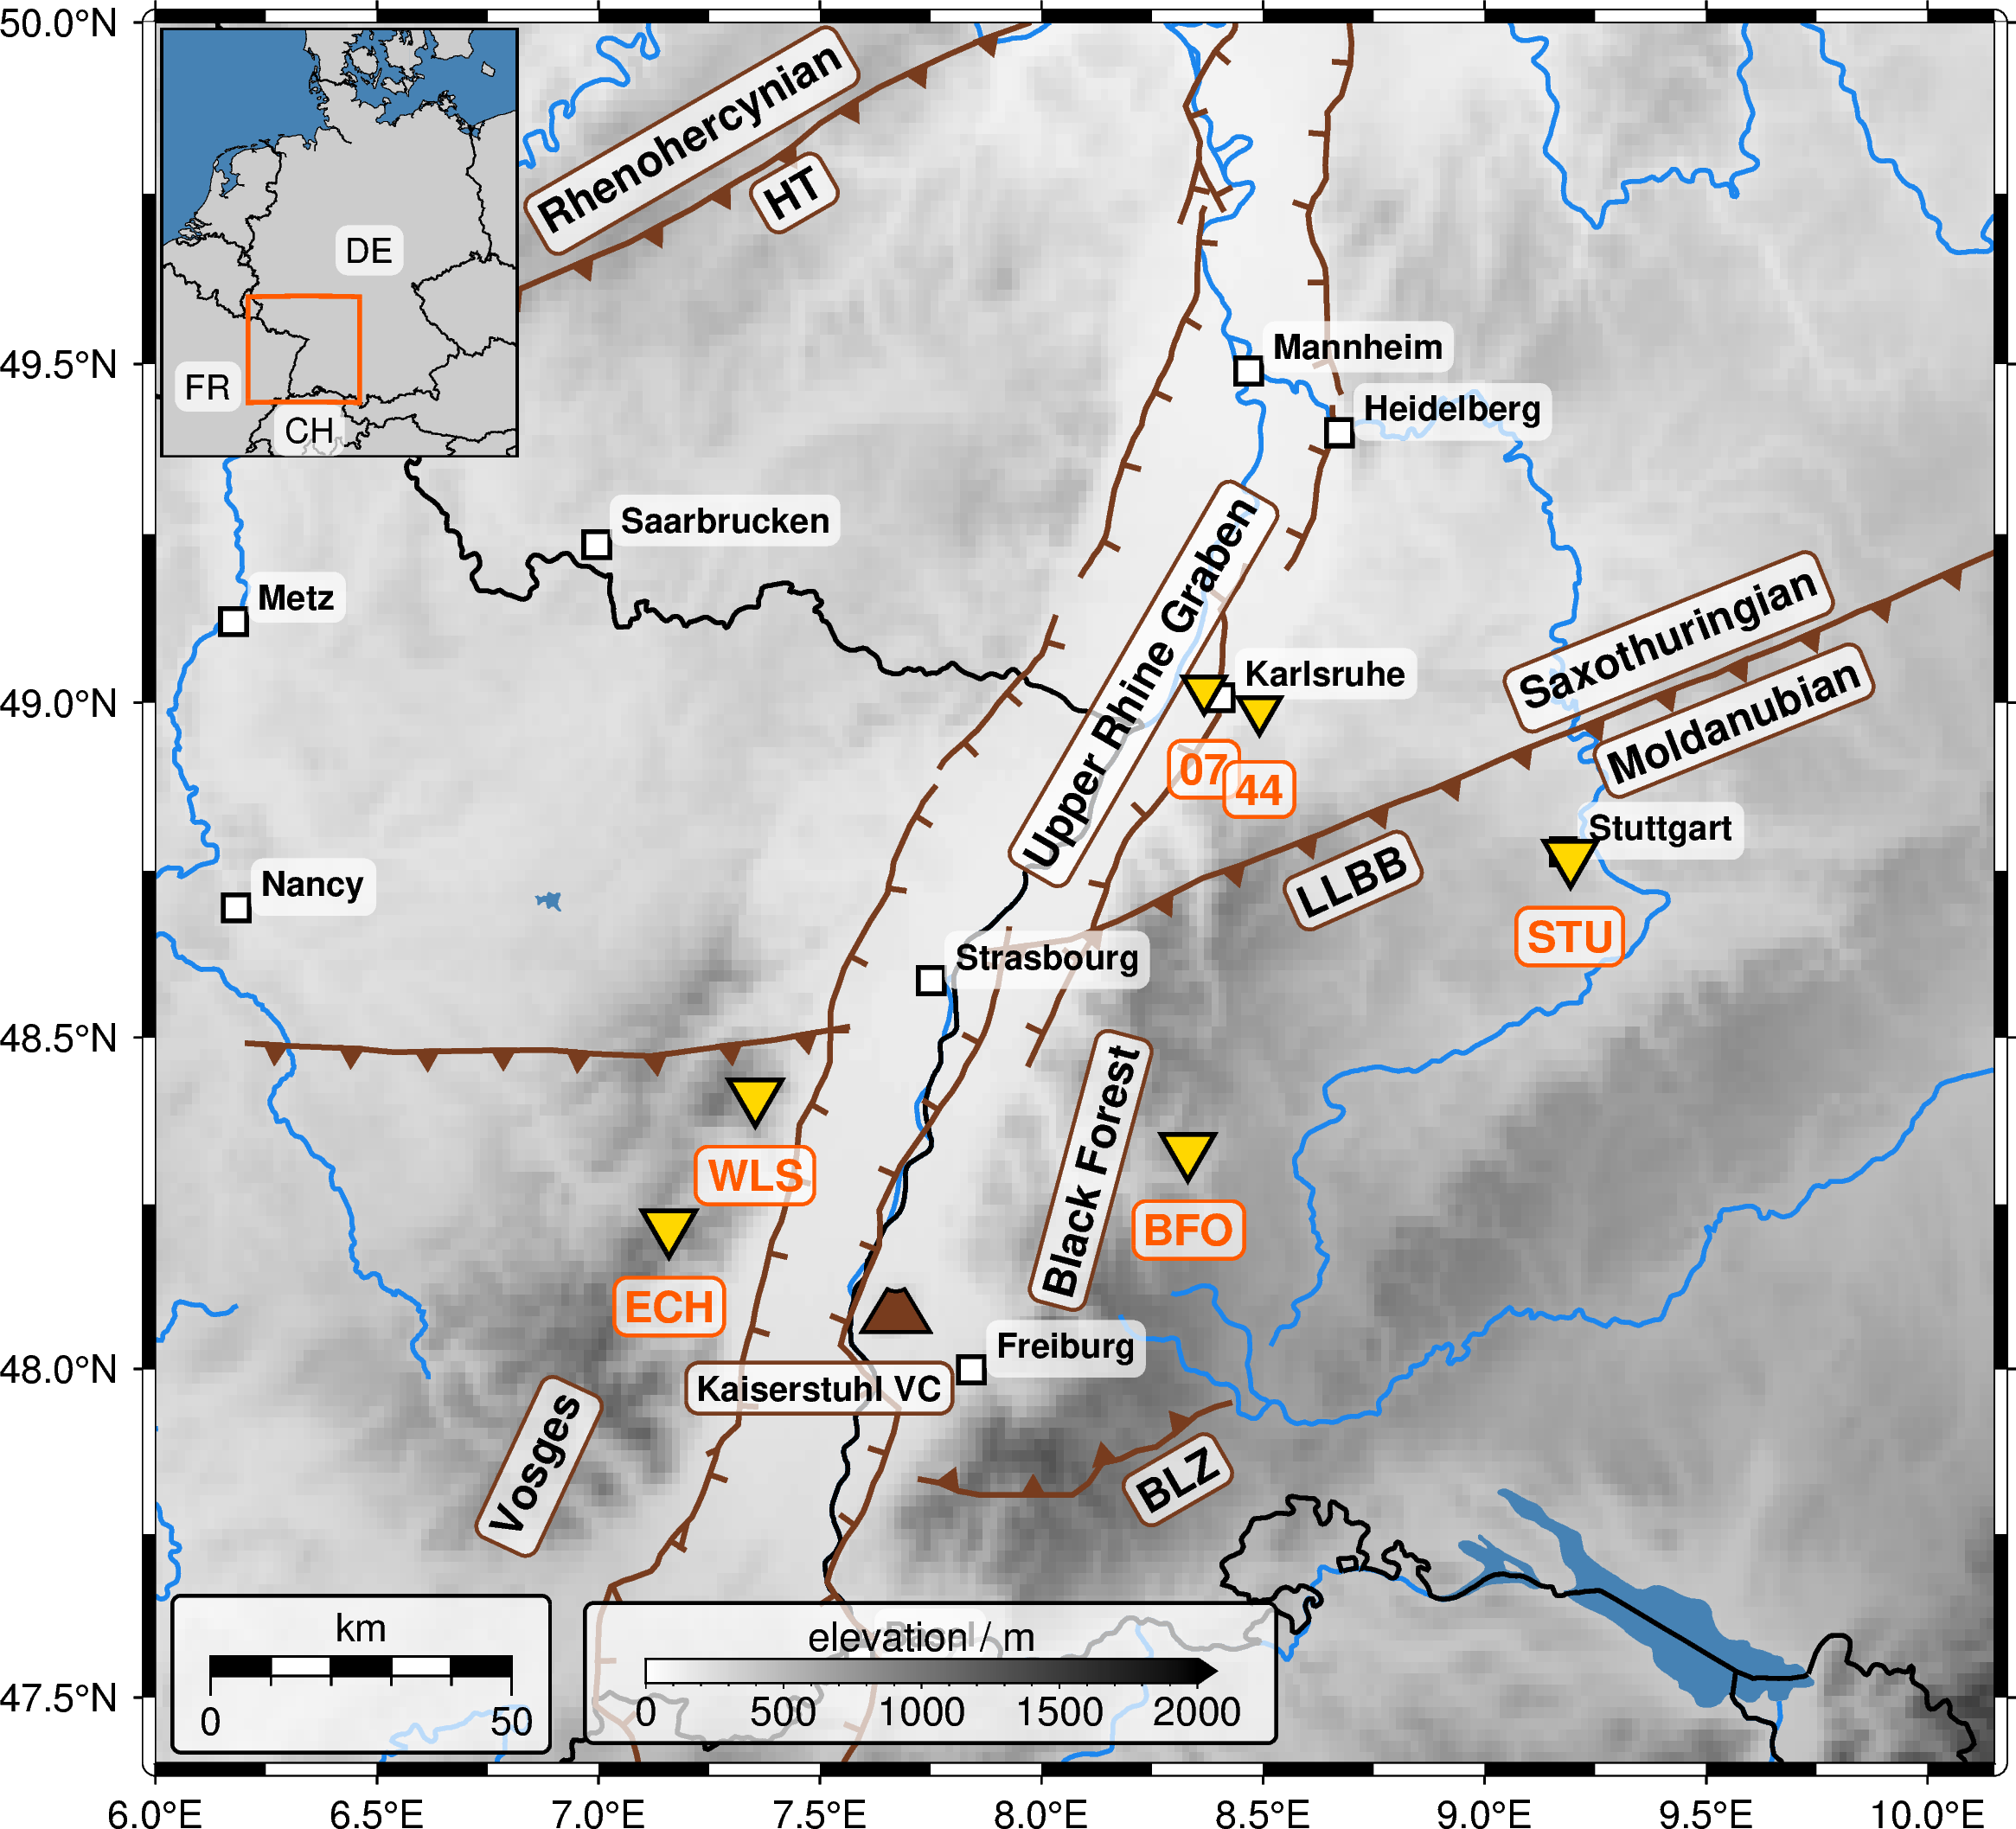 50.0°N
49.5°N
49.0°N
48.5°N
48.0°N
47.5°N
DE
FR
CH
Rhenohercynian
HT
Mannheim
Heidelberg
Saarbrucken
Metz
Upper Rhine Graben
Karlsruhe
Saxothuringian
Moldanubian
07
44
LLBB
Stuttgart
STU
Nancy
Strasbourg
WLS
ECH
Black Forest
BFO
Freiburg
Kaiserstuhl VC
Vosges
BLZ
Basel
km
0 50
elevation / m
0 500 1000 1500 2000
6.0°E 6.5°E 7.0°E 7.5°E 8.0°E 8.5°E 9.0°E 9.5°E 10.0°E